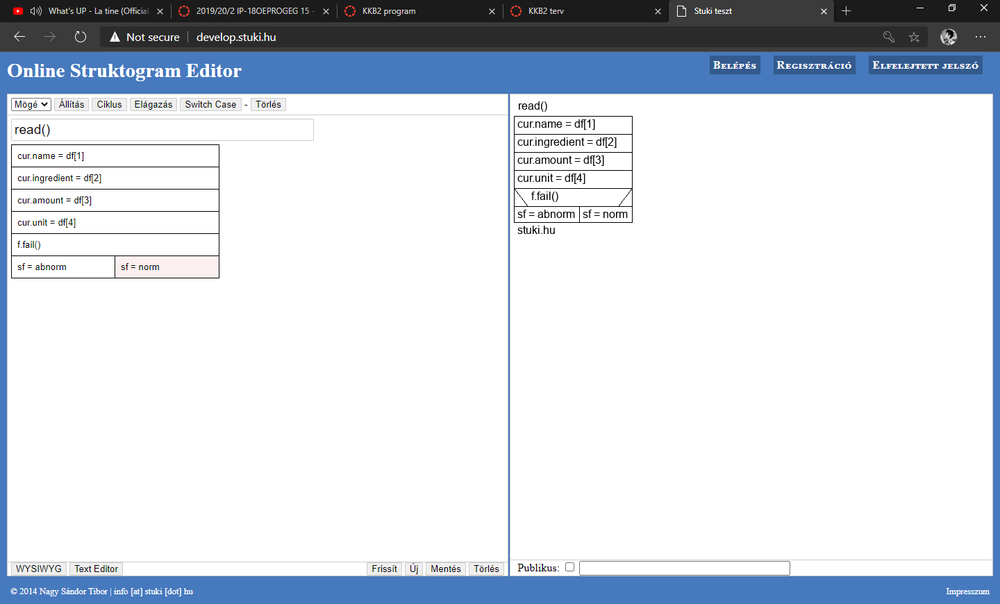 What's UP - La tine (Official
2019/20/2 IP-18OEPROGEG 15 -
KKB2 program
KKB2 terv
Stuki teszt
Not secure
develop.stuki.hu
Online Struktogram Editor
Belépés Regisztráció Elfelejtett jelszó
Mögé Állítás Ciklus Elágazás Switch Case - Törlés
read()
cur.name = df[1]
cur.ingredient = df[2]
cur.amount = df[3]
cur.unit = df[4]
f.fail()
sf = abnorm sf = norm
read()
cur.name = df[1]
cur.ingredient = df[2]
cur.amount = df[3]
cur.unit = df[4]
f.fail()
sf = abnorm sf = norm
stuki.hu
WYSIWYG Text Editor Frissít Új Mentés Törlés
Publikus:
© 2014 Nagy Sándor Tibor | info [at] stuki [dot] hu
Impresszum